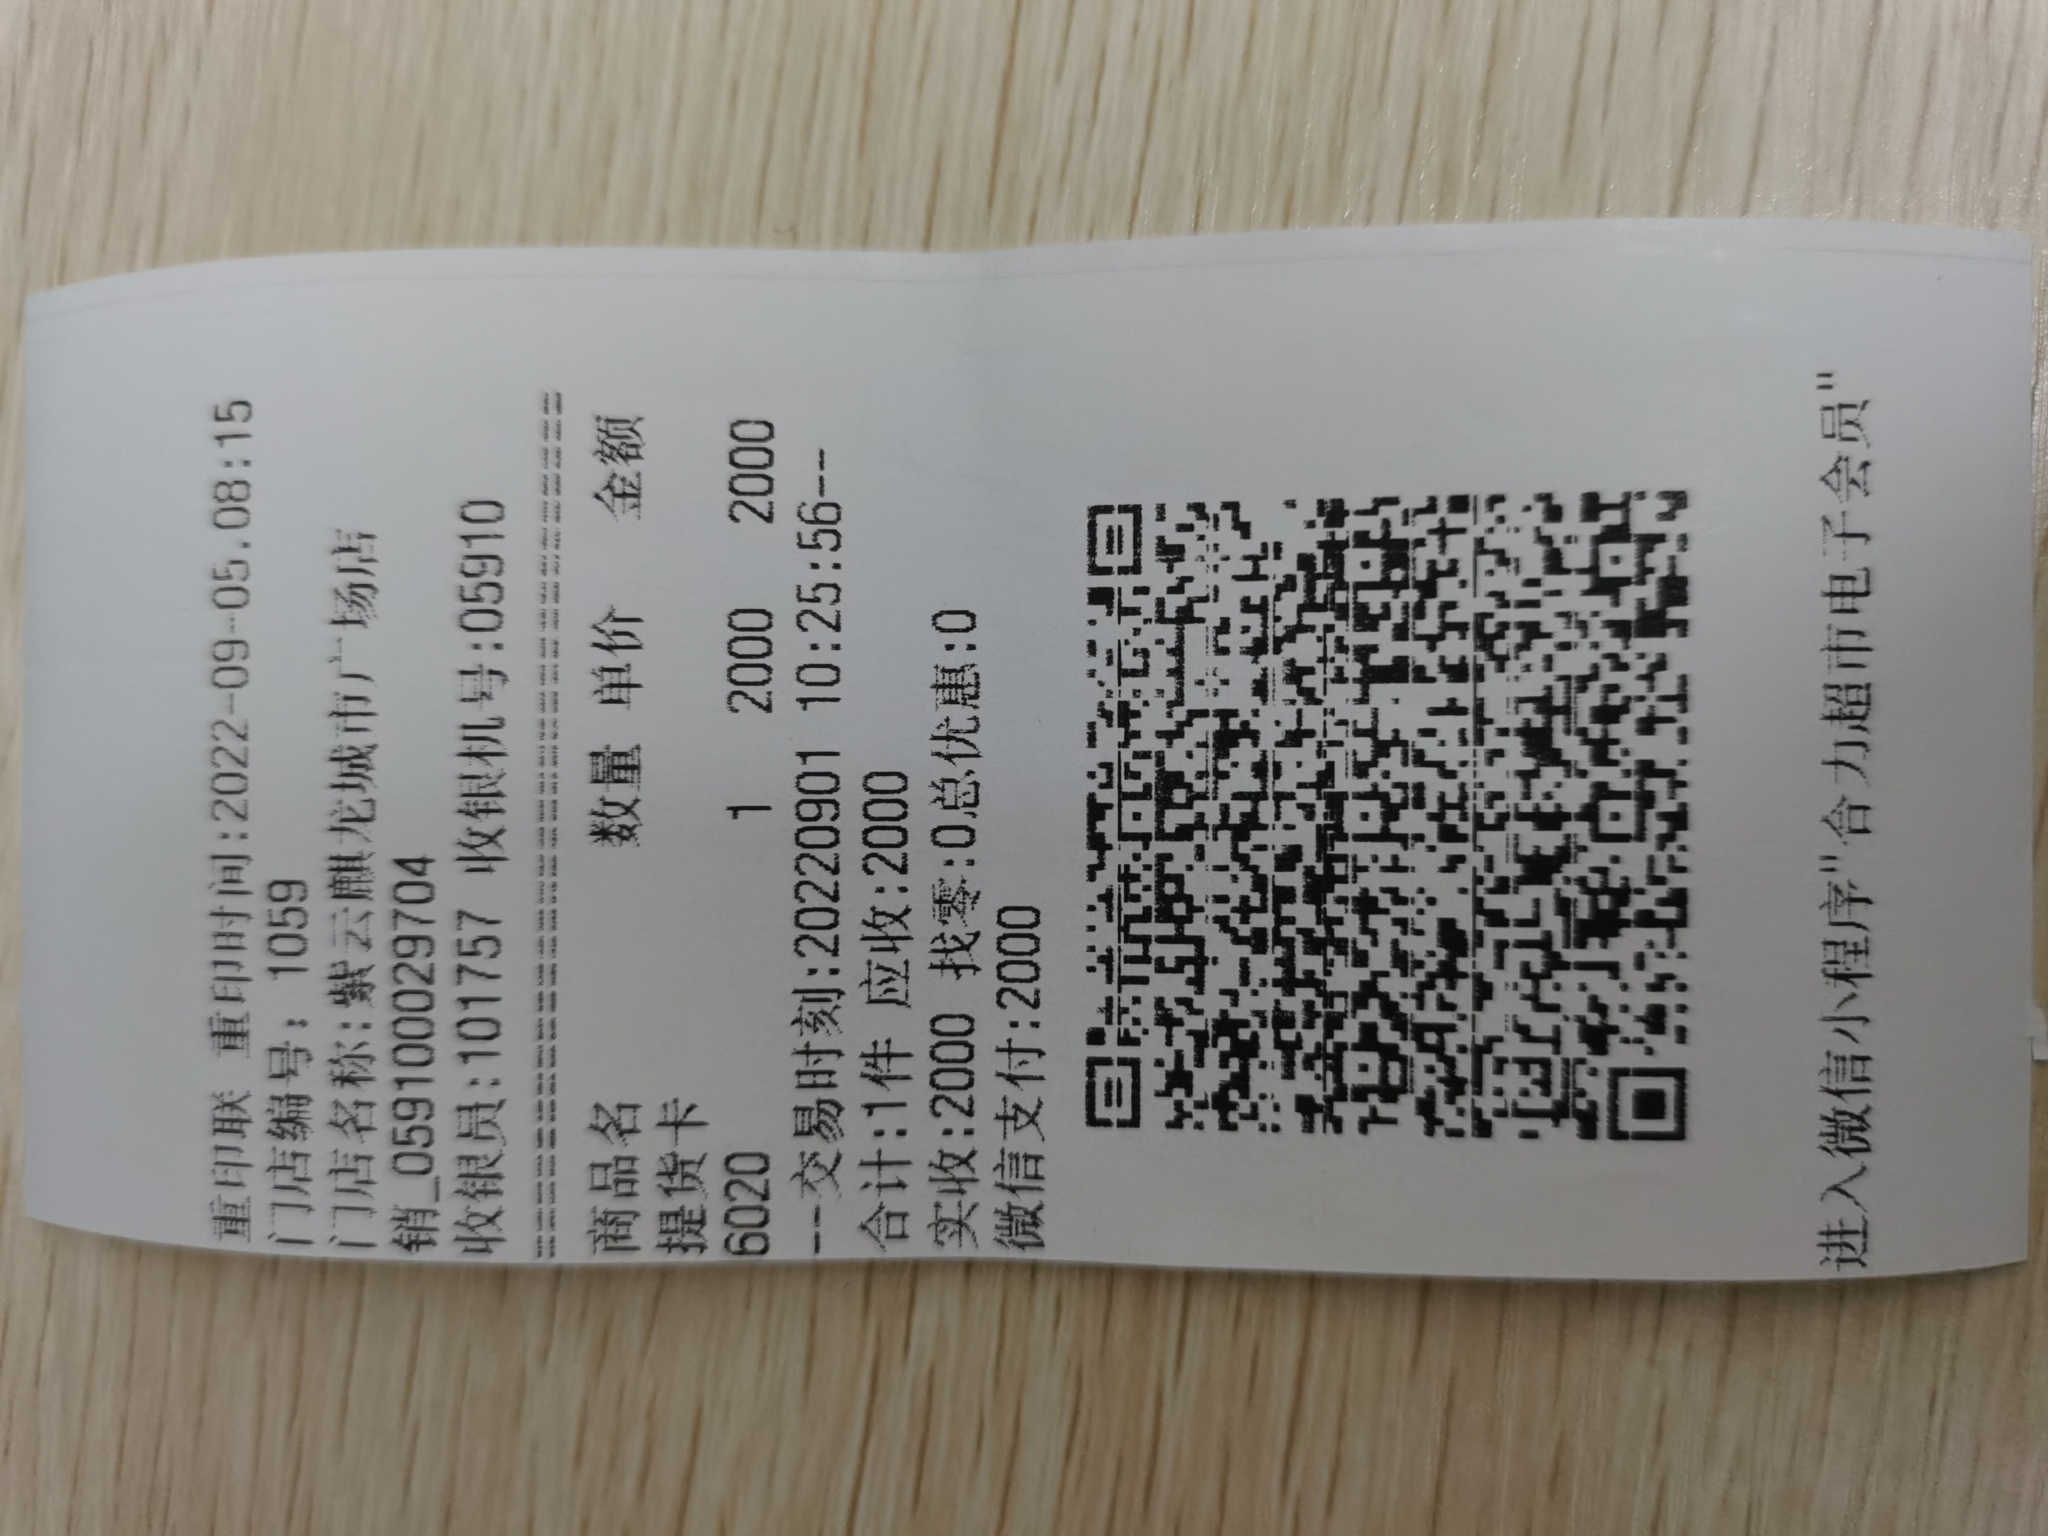 重印联 重印时间:2022-09-05.08:15
门店编号: 1059
门店名称:紫云麒龙城市广场店
销_0591000029704
收银员:101757 收银机号:05910
商品名 数量 单价 金额
提货卡
6020 1 2000 2000
--交易时刻:20220901 10:25:56--
合计:1件 应收:2000
实收:2000 找零:0总优惠:0
微信支付:2000
进入微信小程序"合力超市电子会员"